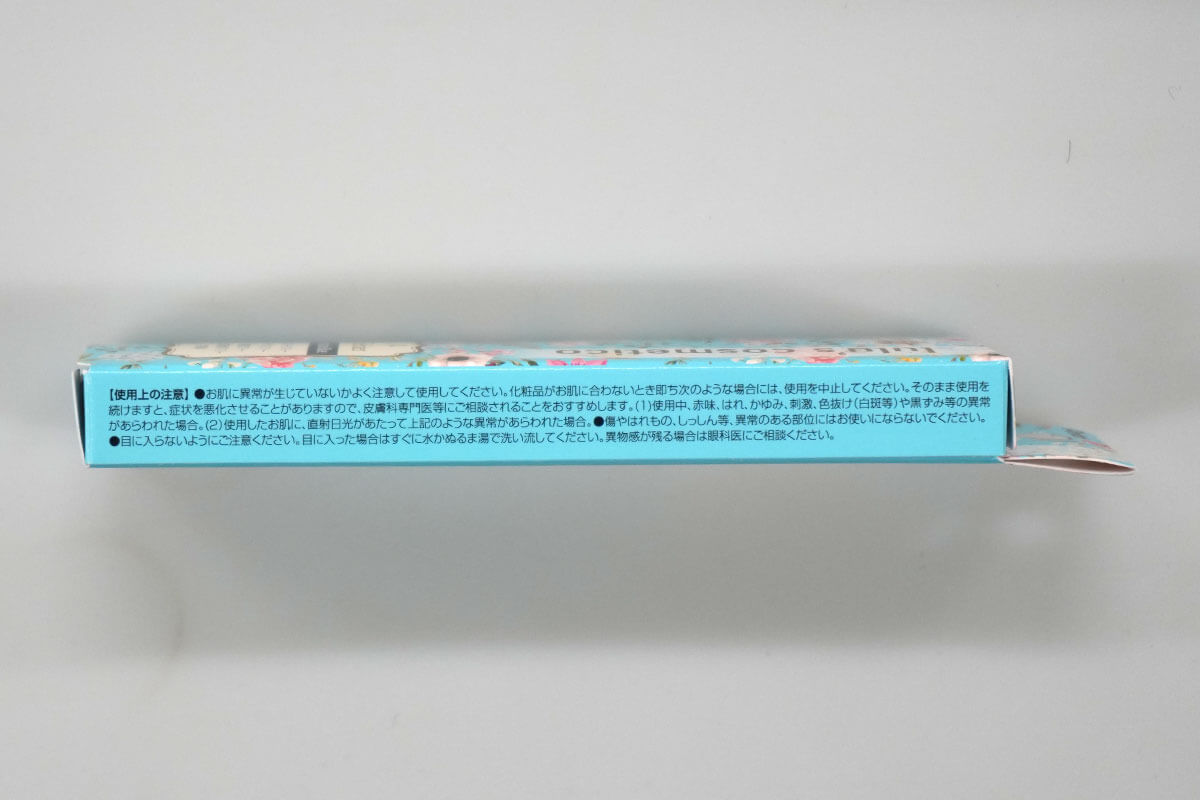 lulu's cosmetico
【使用上の注意】●お肌に異常が生じていないかよく注意して使用してください。化粧品がお肌に合わないとき即ち次のような場合には、使用を中止してください。そのまま使用を
続けますと、症状を悪化させることがありますので、皮膚科専門医等にご相談されることをおすすめします。(1)使用中、赤味、はれ、かゆみ、刺激、色抜け(白斑等)や黒ずみ等の異常
があらわれた場合。(2)使用したお肌に、直射日光があたって上記のような異常があらわれた場合。●傷やはれもの、しっしん等、異常のある部位にはお使いにならないでください。
●目に入らないようにご注意ください。目に入った場合はすぐに水かぬるま湯で洗い流してください。異物感が残る場合は眼科医にご相談ください。